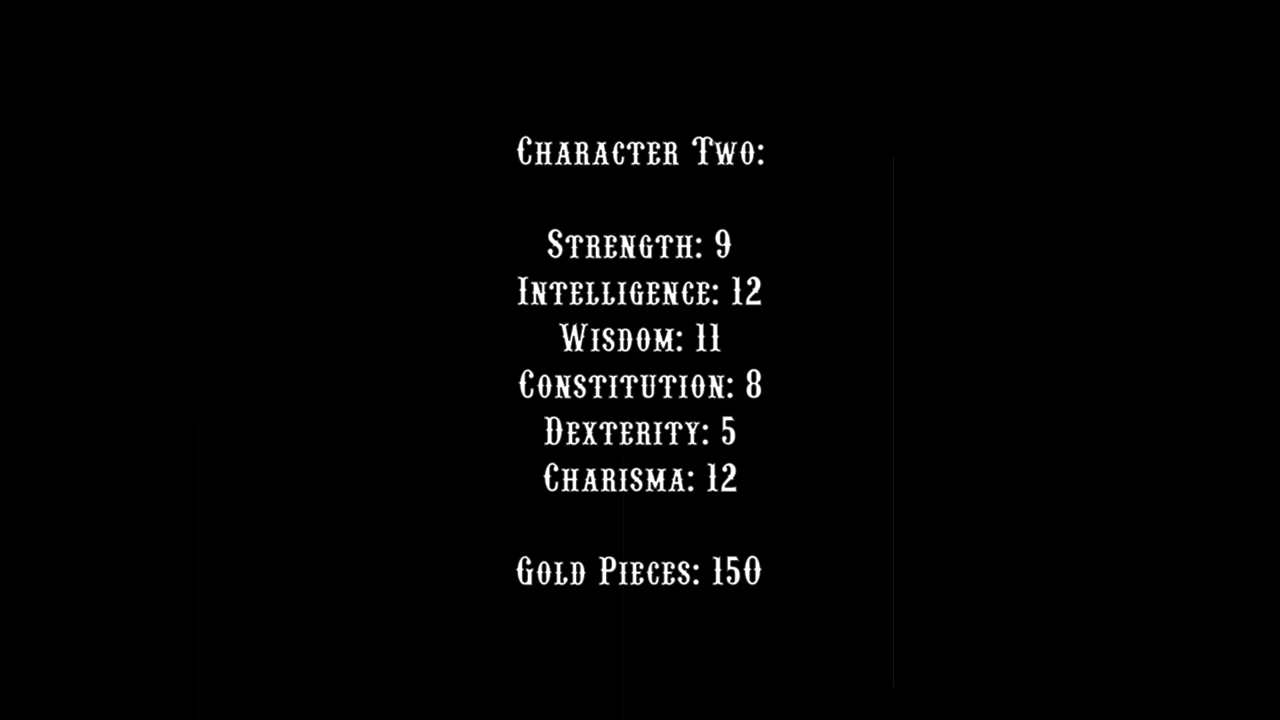 Character Two:
Strength: 9
Intelligence: 12
Wisdom: 11
Constitution: 8
Dexterity: 5
Charisma: 12
Gold Pieces: 150